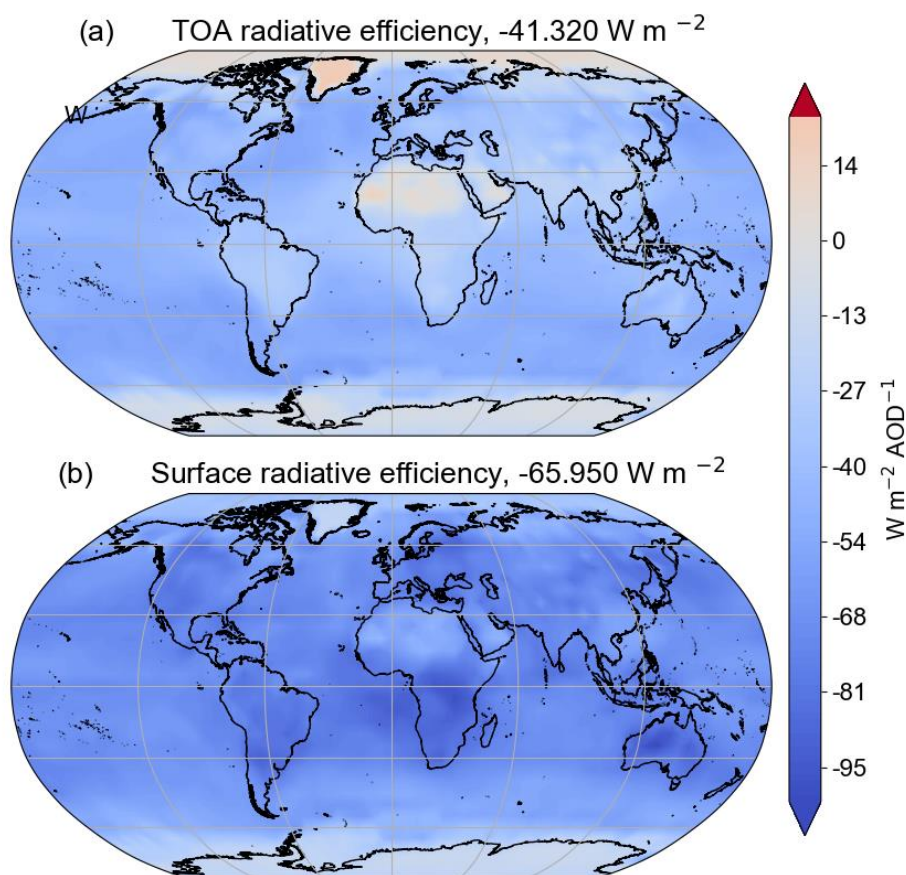 (a) TOA radiative efficiency, -41.320 W m −2
W
14
0
-13
-27
-40
-54
-68
-81
-95
W m−2 AOD−1
(b) Surface radiative efficiency, -65.950 W m −2